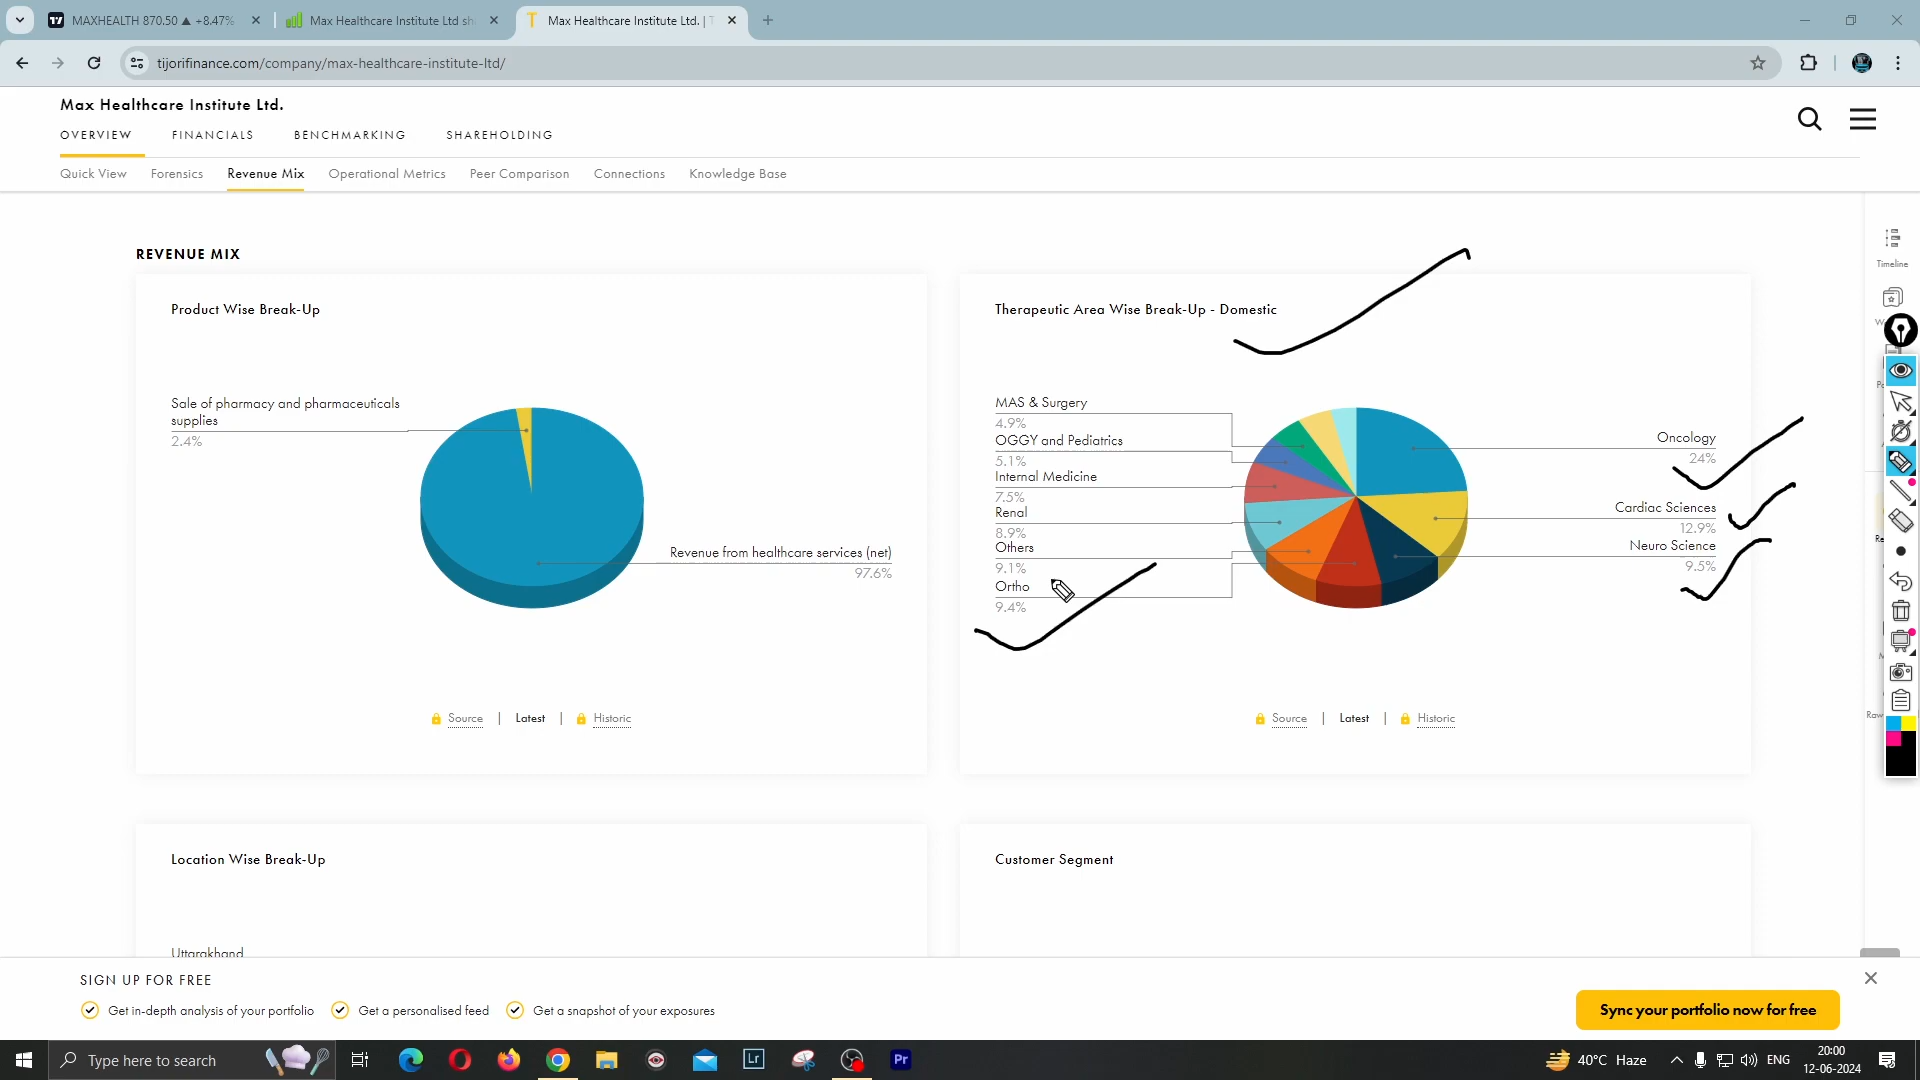 MAXHEALTH 870.50 ▲ +8.47%
Max Healthcare Institute Ltd sh
Max Healthcare Institute Ltd. | T
tijorifinance.com/company/max-healthcare-institute-ltd/
Max Healthcare Institute Ltd.
OVERVIEW FINANCIALS BENCHMARKING SHAREHOLDING
Quick View Forensics Revenue Mix Operational Metrics Peer Comparison Connections Knowledge Base
Timeline
REVENUE MIX
Product Wise Break-Up
Sale of pharmacy and pharmaceuticals
supplies
2.4%
Revenue from healthcare services (net)
97.6%
Source | Latest | Historic
Therapeutic Area Wise Break-Up - Domestic
MAS & Surgery
4.9%
OGGY and Pediatrics
5.1%
Internal Medicine
7.5%
Renal
8.9%
Others
9.1%
Ortho
9.4%
Oncology
24%
Cardiac Sciences
12.9%
Neuro Science
9.5%
Source | Latest | Historic
Location Wise Break-Up
Uttarakhand
Customer Segment
SIGN UP FOR FREE
Get in-depth analysis of your portfolio Get a personalised feed Get a snapshot of your exposures
Sync your portfolio now for free
Type here to search
Lr
Pr
40°C Haze
ENG
20:00
12-06-2024